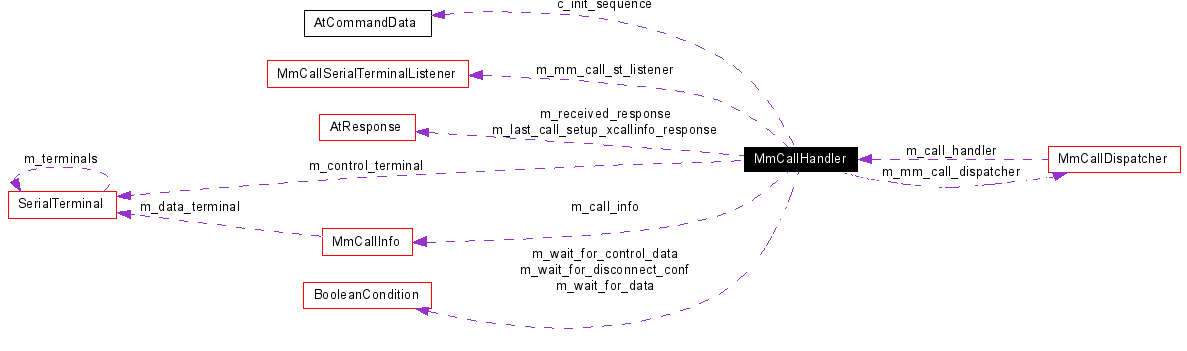 c_init_sequence
AtCommandData
MmCallSerialTerminalListener
m_mm_call_st_listener
m_received_response
AtResponse
m_last_call_setup_xcallinfo_response
m_call_handler
m_terminals
m_control_terminal
MmCallHandler
MmCallDispatcher
m_mm_call_dispatcher
SerialTerminal
m_data_terminal
m_call_info
MmCallInfo
m_wait_for_control_data
m_wait_for_disconnect_conf
m_wait_for_data
BooleanCondition